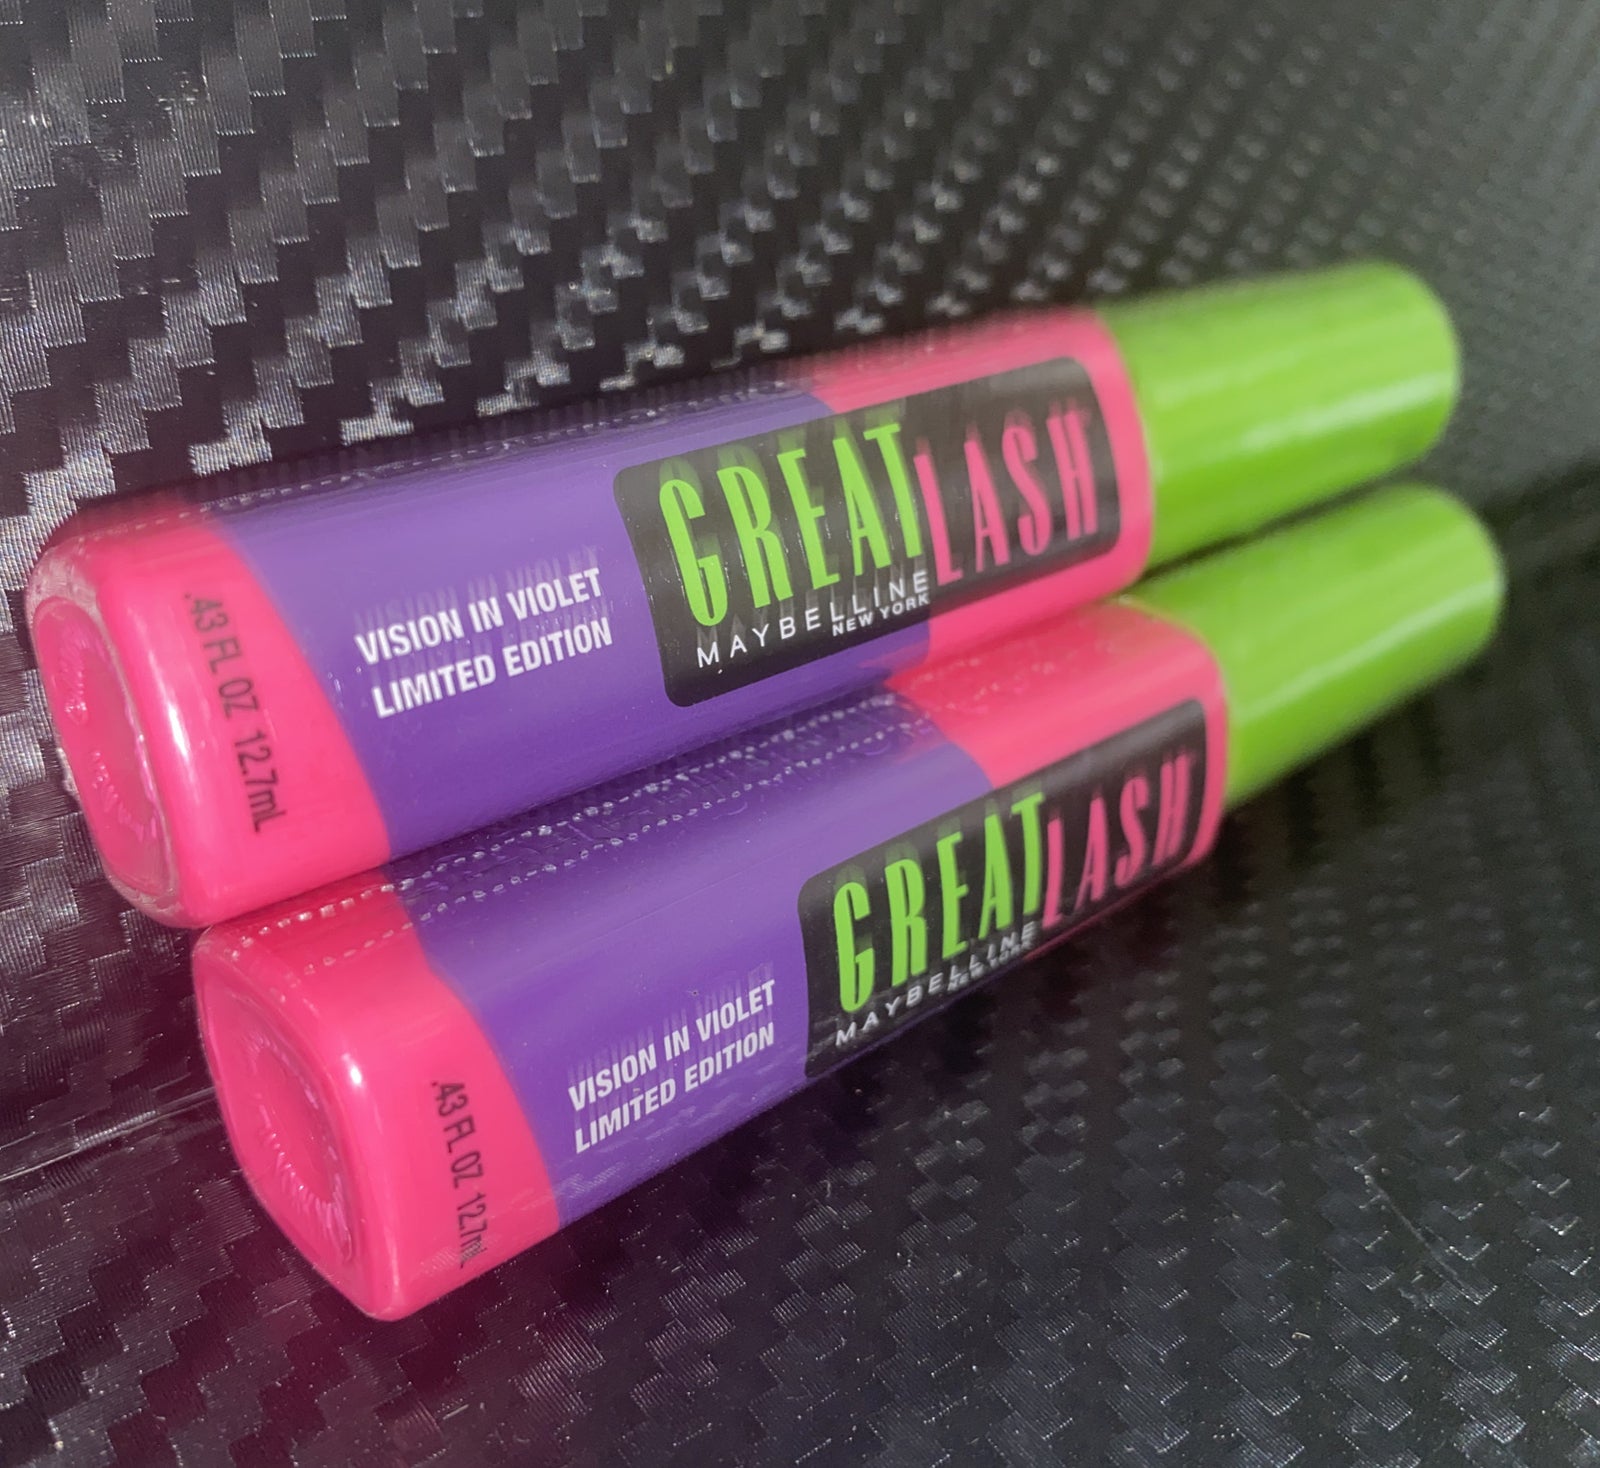 .43 FL OZ 12.7mL
VISION IN VIOLET
LIMITED EDITION
GREAT LASH
MAYBELLINE
NEW YORK
.43 FL OZ 12.7mL
VISION IN VIOLET
LIMITED EDITION
GREAT LASH
MAYBELLINE
NEW YORK